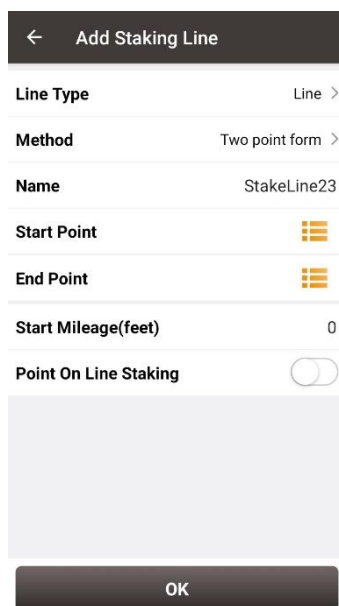 Add Staking Line
Line Type Line
Method Two point form
Name StakeLine23
Start Point
End Point
Start Mileage(feet) 0
Point On Line Staking
OK